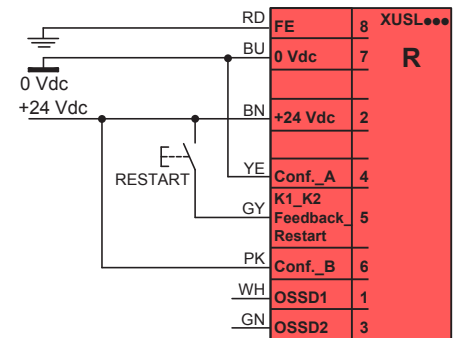 RD FE 8 XUSL●●●
BU 0 Vdc 7 R
0 Vdc
+24 Vdc
BN +24 Vdc 2
RESTART
YE Conf._A 4
GY K1_K2
Feedback_ 5
Restart
PK Conf._B 6
WH OSSD1 1
GN OSSD2 3